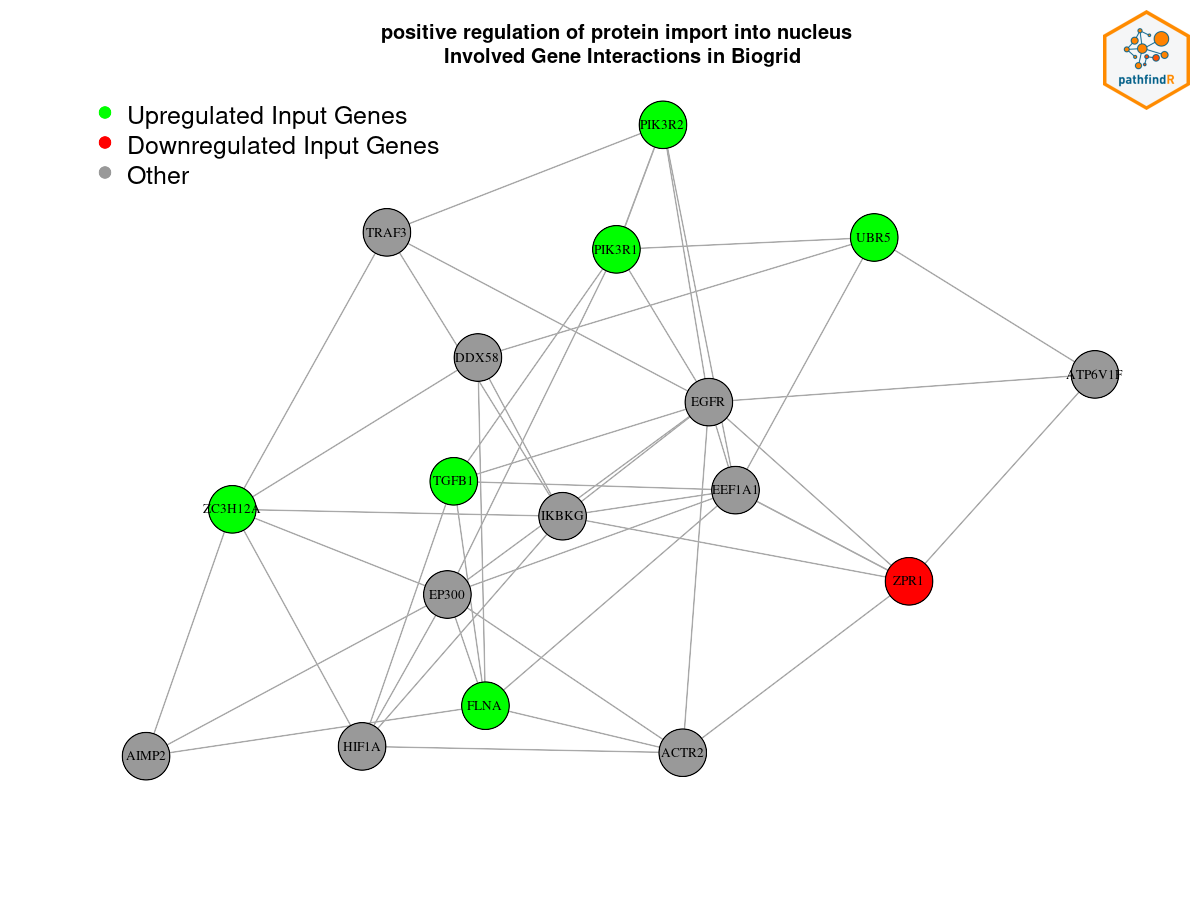 positive regulation of protein import into nucleus
Involved Gene Interactions in Biogrid
pathfindR
Upregulated Input Genes
Downregulated Input Genes
Other
PIK3R2
TRAF3
PIK3R1
UBR5
DDX58
ATP6V1F
EGFR
TGFB1
EEF1A1
ZC3H12A
IKBKG
ZPR1
EP300
FLNA
HIF1A
ACTR2
AIMP2